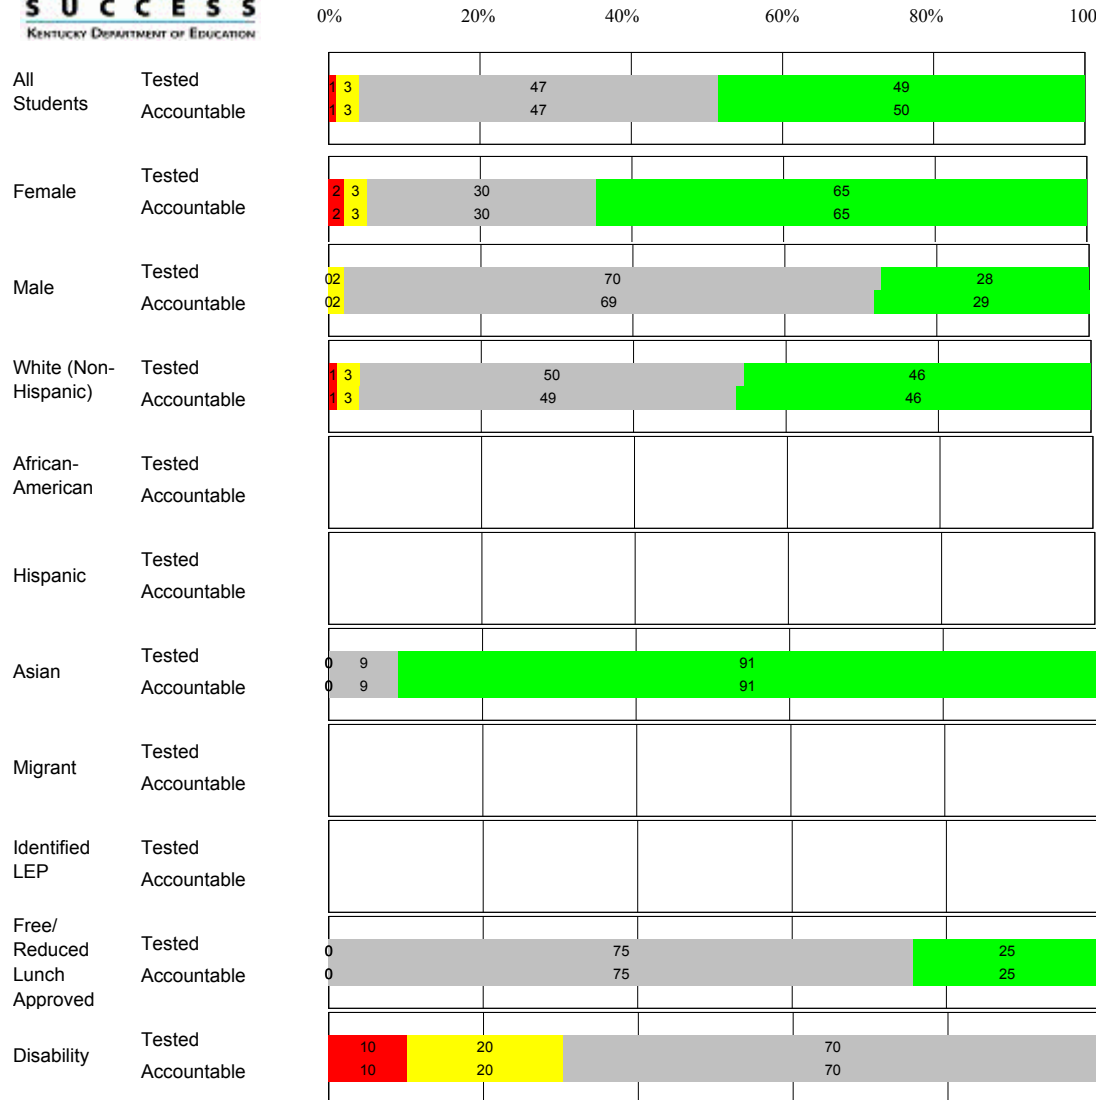 SUCCESS
KENTUCKY DEPARTMENT OF EDUCATION
0% 20% 40% 60% 80% 100
All Students
Tested 1 3 47 49
Accountable 1 3 47 50
Female
Tested 2 3 30 65
Accountable 2 3 30 65
Male
Tested 02 70 28
Accountable 02 69 29
White (Non-
Hispanic)
Tested 1 3 50 46
Accountable 1 3 49 46
African-
American
Tested
Accountable
Hispanic
Tested
Accountable
Asian
Tested 0 9 91
Accountable 0 9 91
Migrant
Tested
Accountable
Identified
LEP
Tested
Accountable
Free/
Reduced
Lunch
Approved
Tested 0 75 25
Accountable 0 75 25
Disability
Tested 10 20 70
Accountable 10 20 70